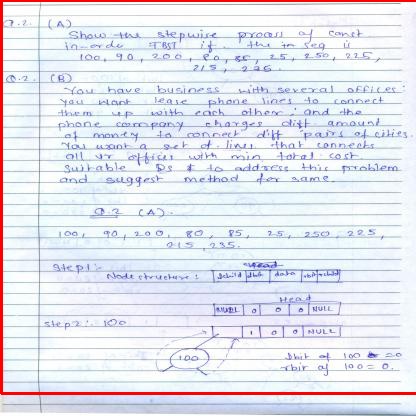 Q.2. (A)
Show the stepwise process of const
in-order TBST if the in seq is
100, 90, 200, 80, 85, 25, 250, 225,
215, 235.
Q.2. (B)
You have business with several offices:
You want lease phone lines to connect
them up with each other; and the
phone company charges diff amount
of money to connect diff pairs of cities.
You want a set of lines that connects
all yr offices with min total cost.
Suitable Ds $ to address this problem
and suggest method for same.
Q.2 (A).
100, 90, 200, 80, 85, 25, 250, 225,
215, 235.
Step 1:-
Node structure: lchild lbit data rbit rchild
Head
NULL 0 0 0 NULL
step 2:- 100
1 0 0 NULL
100
lbit of 100 = 0
rbit of 100 = 0.